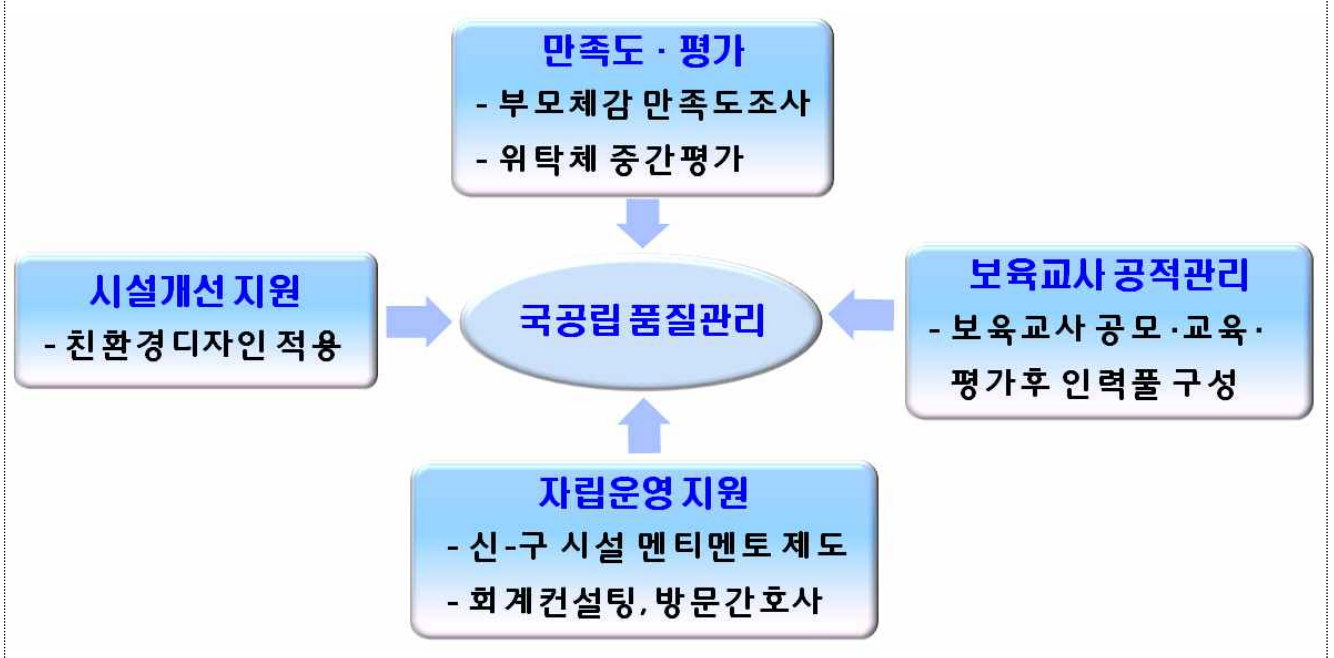 만족도 · 평가
- 부모체감 만족도조사
- 위탁체 중간평가
시설개선 지원
- 친환경디자인 적용
국공립 품질관리
보육교사 공적관리
- 보육교사 공모·교육·
평가후 인력풀 구성
자립운영 지원
- 신-구 시설 멘티멘토 제도
- 회계컨설팅, 방문간호사